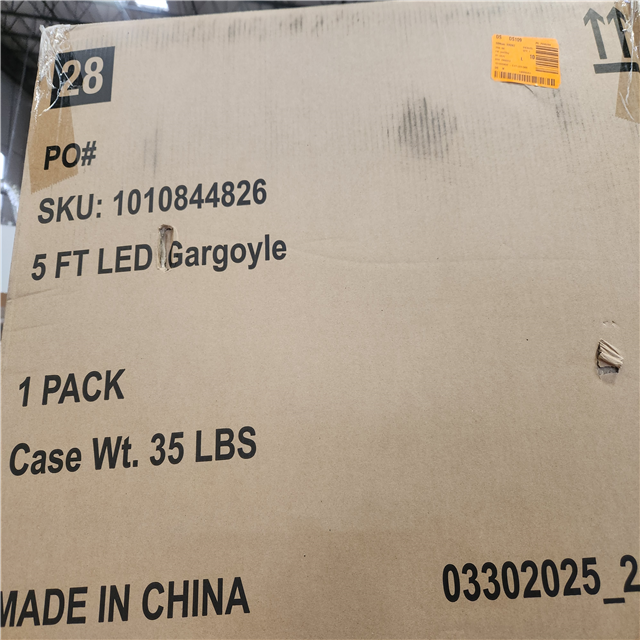 28
PO#
SKU: 1010844826
5 FT LED Gargoyle
1 PACK
Case Wt. 35 LBS
MADE IN CHINA
03302025_2